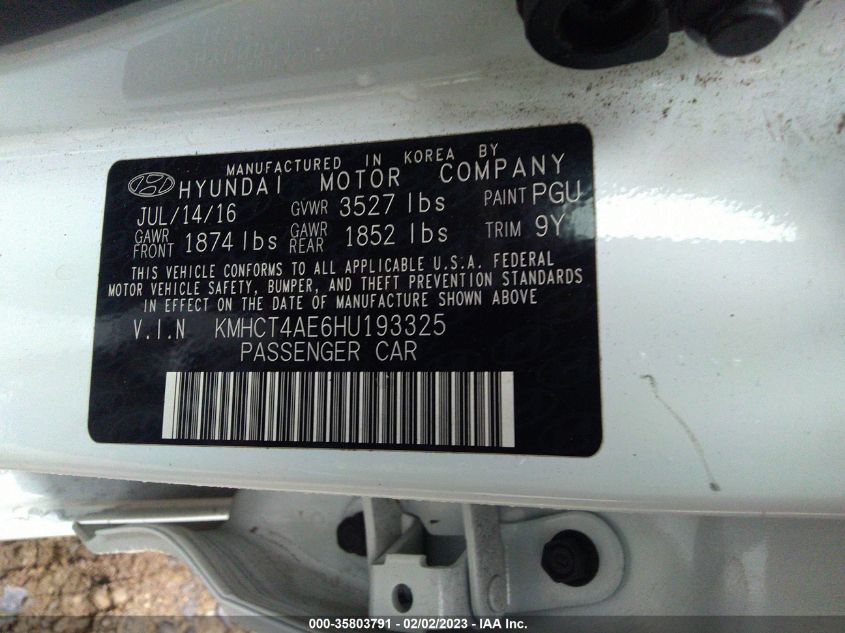 MANUFACTURED IN KOREA BY
HYUNDAI MOTOR COMPANY
JUL/14/16 GVWR 3527 lbs PAINT PGU
GAWR FRONT 1874 lbs GAWR REAR 1852 lbs TRIM 9Y
THIS VEHICLE CONFORMS TO ALL APPLICABLE U.S.A. FEDERAL
MOTOR VEHICLE SAFETY, BUMPER, AND THEFT PREVENTION STANDARDS
IN EFFECT ON THE DATE OF MANUFACTURE SHOWN ABOVE
V.I.N KMHCT4AE6HU193325
PASSENGER CAR
000-35803791 - 02/02/2023 - IAA Inc.